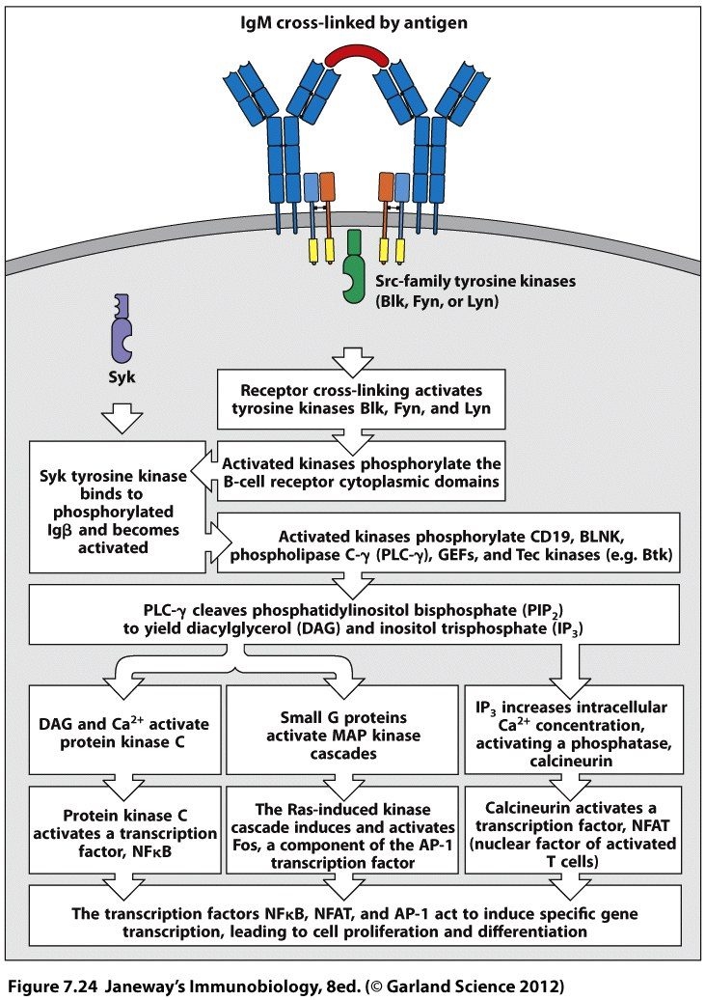 IgM cross-linked by antigen
Src-family tyrosine kinases
(Blk, Fyn, or Lyn)
Syk
Receptor cross-linking activates
tyrosine kinases Blk, Fyn, and Lyn
Activated kinases phosphorylate the
B-cell receptor cytoplasmic domains
Syk tyrosine kinase
binds to
phosphorylated
Igβ and becomes
activated
Activated kinases phosphorylate CD19, BLNK,
phospholipase C-γ (PLC-γ), GEFs, and Tec kinases (e.g. Btk)
PLC-γ cleaves phosphatidylinositol bisphosphate (PIP₂)
to yield diacylglycerol (DAG) and inositol trisphosphate (IP₃)
DAG and Ca²⁺ activate
protein kinase C
Small G proteins
activate MAP kinase
cascades
IP₃ increases intracellular
Ca²⁺ concentration,
activating a phosphatase,
calcineurin
Protein kinase C
activates a transcription
factor, NFκB
The Ras-induced kinase
cascade induces and activates
Fos, a component of the AP-1
transcription factor
Calcineurin activates a
transcription factor, NFAT
(nuclear factor of activated
T cells)
The transcription factors NFκB, NFAT, and AP-1 act to induce specific gene
transcription, leading to cell proliferation and differentiation
Figure 7.24 Janeway's Immunobiology, 8ed. (© Garland Science 2012)